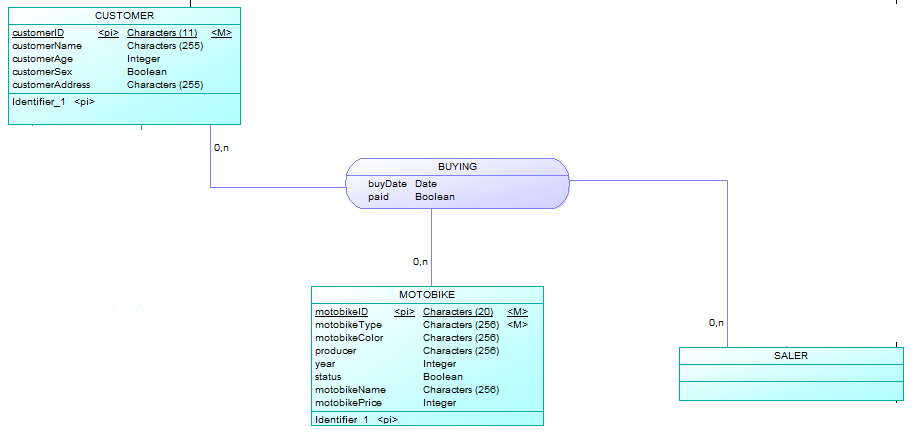 CUSTOMER
customerID <pi> Characters (11) <M>
customerName Characters (255)
customerAge Integer
customerSex Boolean
customerAddress Characters (255)
Identifier_1 <pi>
0,n
BUYING
buyDate Date
paid Boolean
0,n
MOTOBIKE
motobikeID <pi> Characters (20) <M>
motobikeType Characters (256) <M>
motobikeColor Characters (256)
producer Characters (256)
year Integer
status Boolean
motobikeName Characters (256)
motobikePrice Integer
Identifier_1 <pi>
0,n
SALER